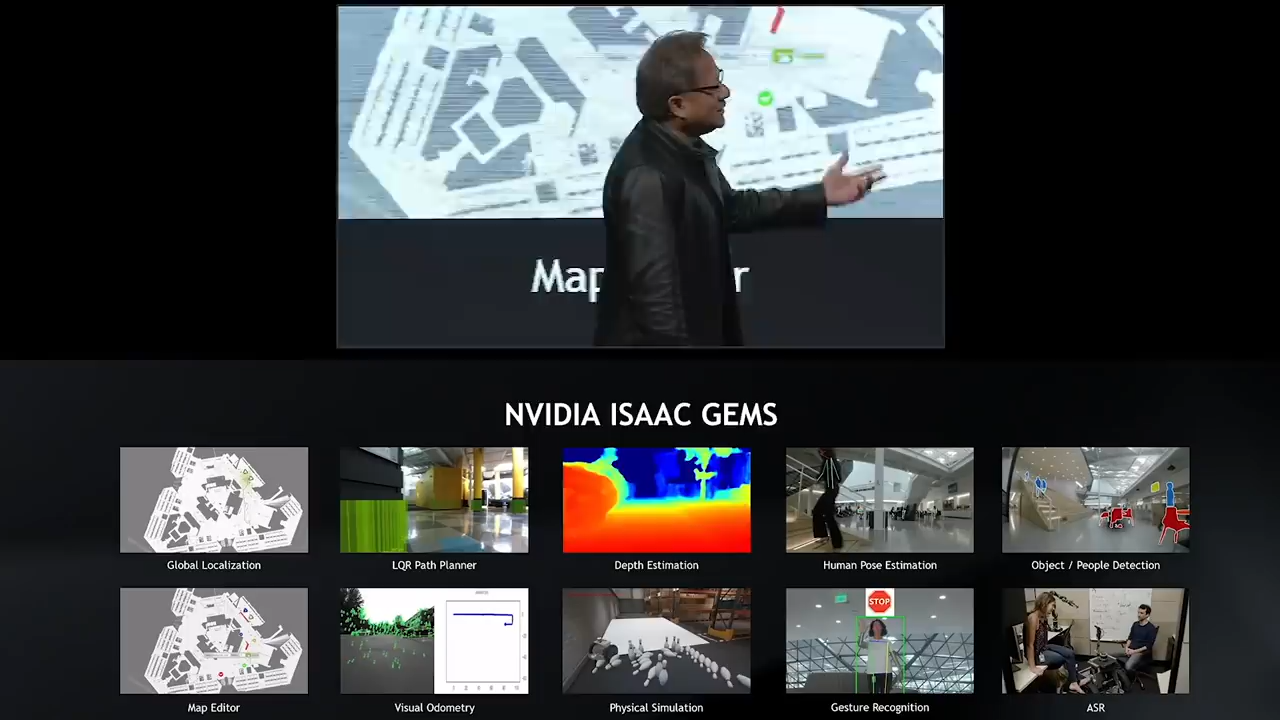 Map
r
NVIDIA ISAAC GEMS
Global Localization
LQR Path Planner
Depth Estimation
Human Pose Estimation
Object / People Detection
STOP
Map Editor
Visual Odometry
Physical Simulation
Gesture Recognition
ASR